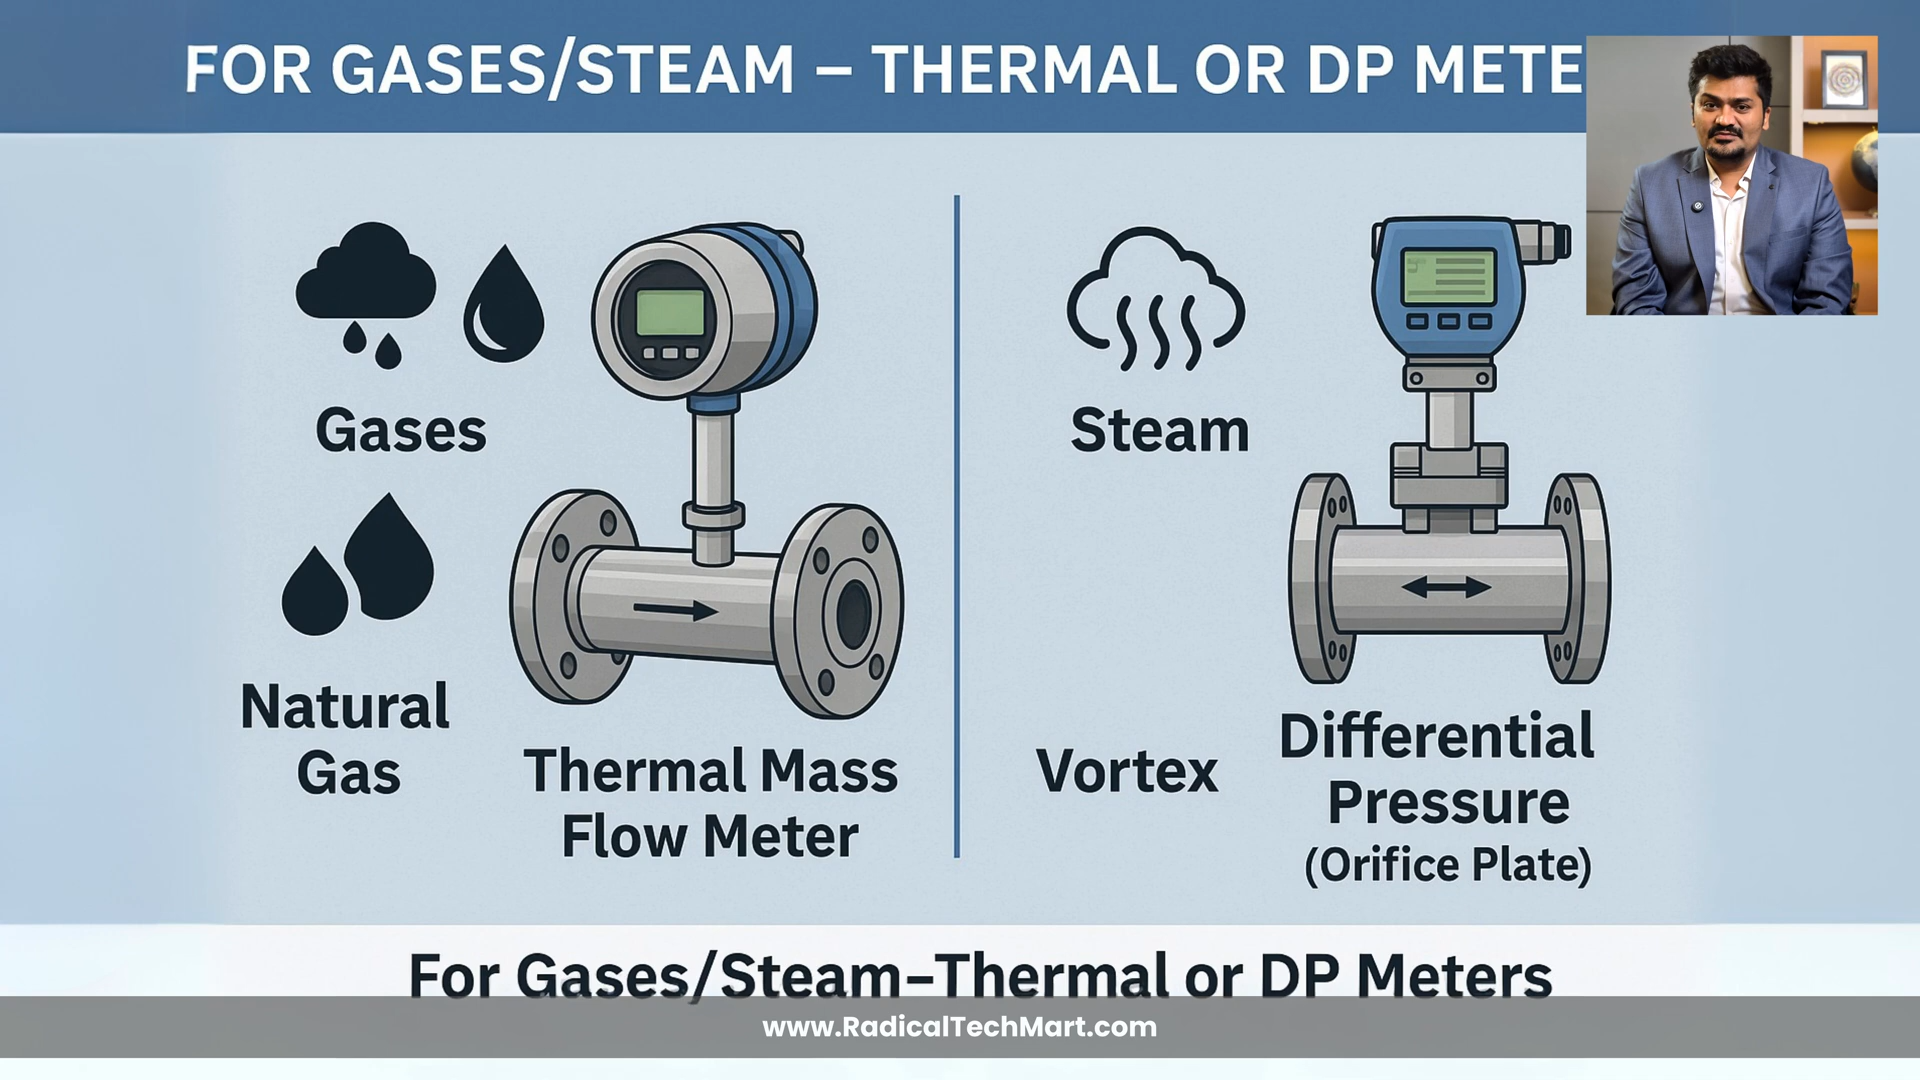 FOR GASES/STEAM – THERMAL OR DP METE
Gases
Natural
Gas
Thermal Mass
Flow Meter
Steam
Vortex
Differential
Pressure
(Orifice Plate)
For Gases/Steam–Thermal or DP Meters
www.RadicalTechMart.com